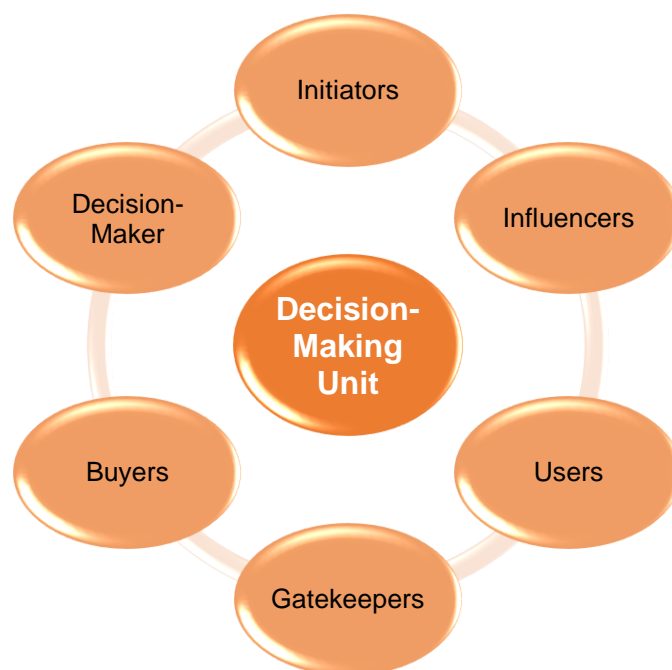 Initiators
Decision-
Maker
Influencers
Decision-
Making
Unit
Buyers
Users
Gatekeepers